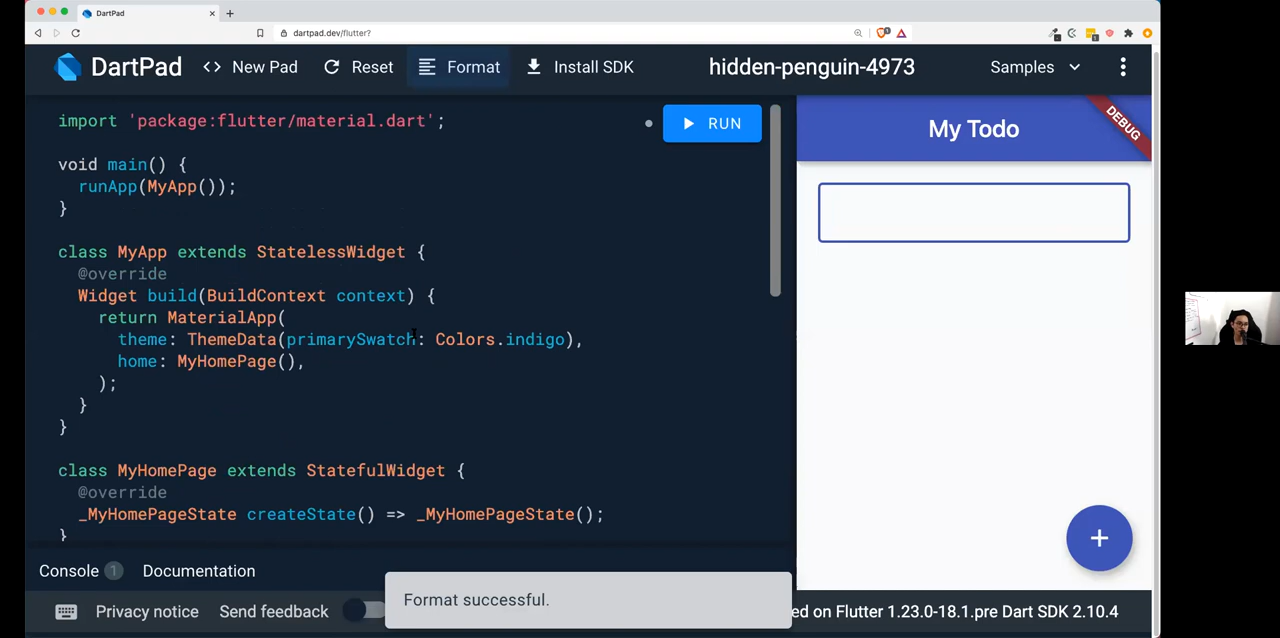 DartPad
dartpad.dev/flutter?
DartPad
New Pad
Reset
Format
Install SDK
hidden-penguin-4973
Samples
import 'package:flutter/material.dart';
RUN
void main() {
runApp(MyApp());
}
class MyApp extends StatelessWidget {
@override
Widget build(BuildContext context) {
return MaterialApp(
theme: ThemeData(primarySwatch: Colors.indigo),
home: MyHomePage(),
);
}
}
class MyHomePage extends StatefulWidget {
@override
_MyHomePageState createState() => _MyHomePageState();
}
My Todo
DEBUG
+
Console 1
Documentation
Format successful.
Privacy notice
Send feedback
ed on Flutter 1.23.0-18.1.pre Dart SDK 2.10.4